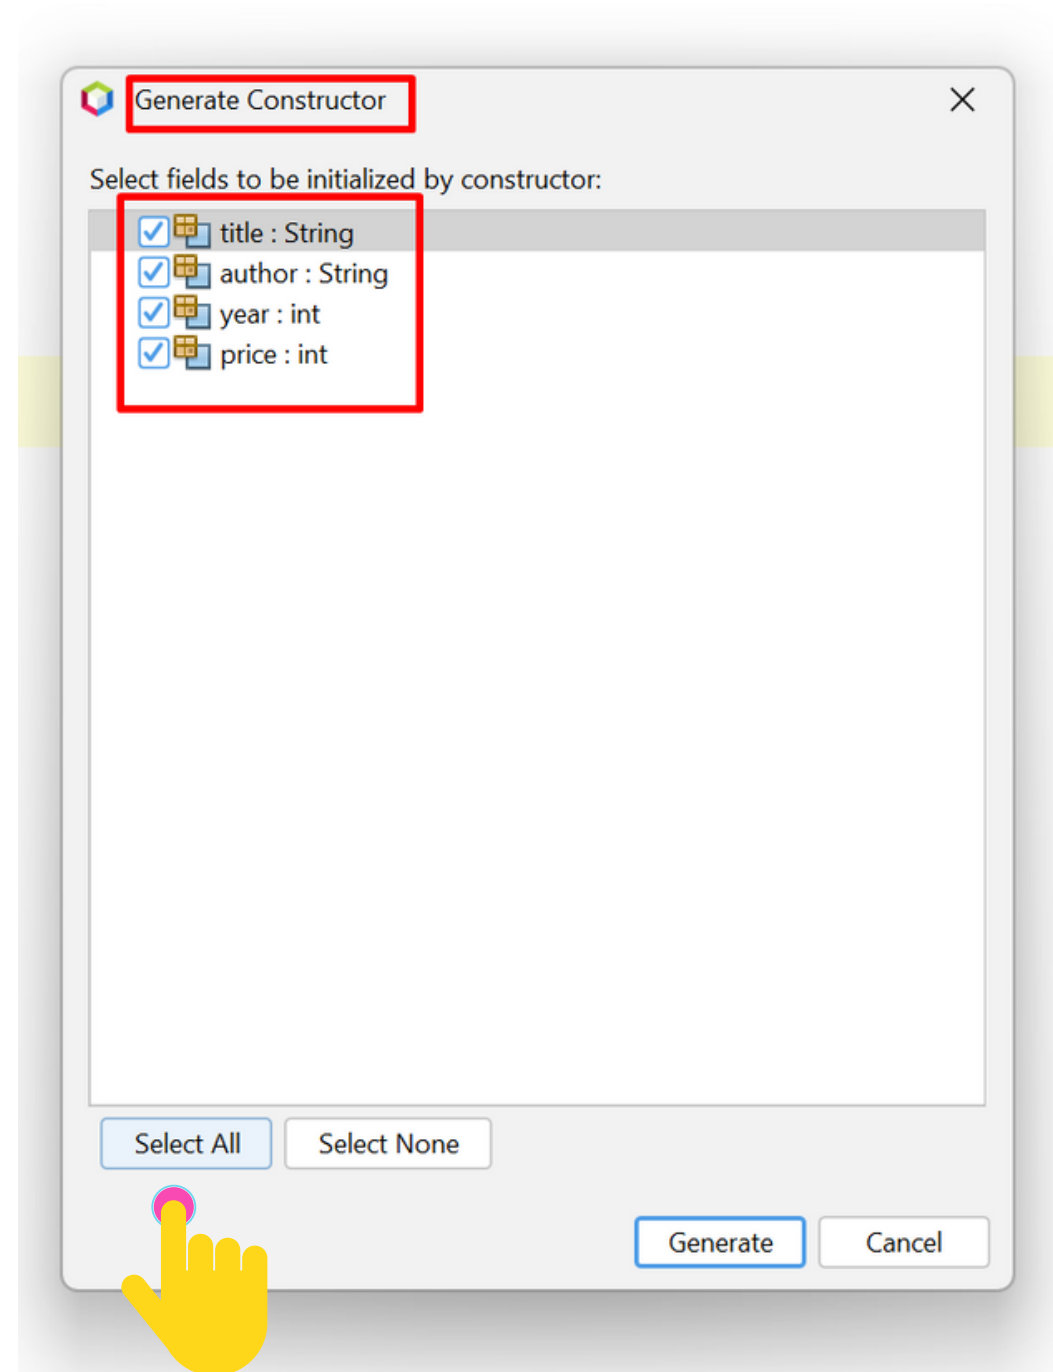 Generate Constructor
Select fields to be initialized by constructor:
title : String
author : String
year : int
price : int
Select All
Select None
Generate
Cancel